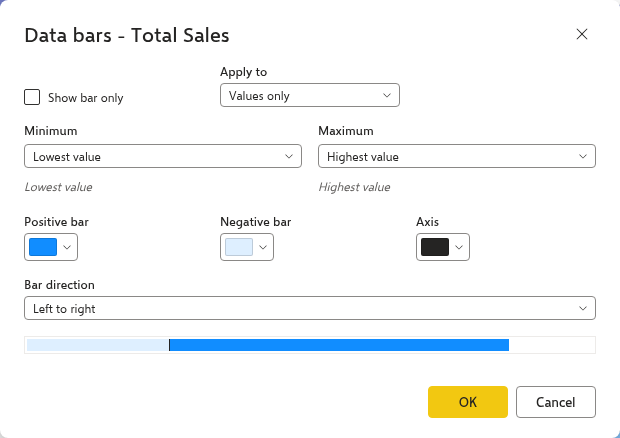 Data bars - Total Sales
Apply to
Show bar only
Values only
Minimum
Maximum
Lowest value
Highest value
Lowest value
Highest value
Positive bar
Negative bar
Axis
Bar direction
Left to right
OK
Cancel